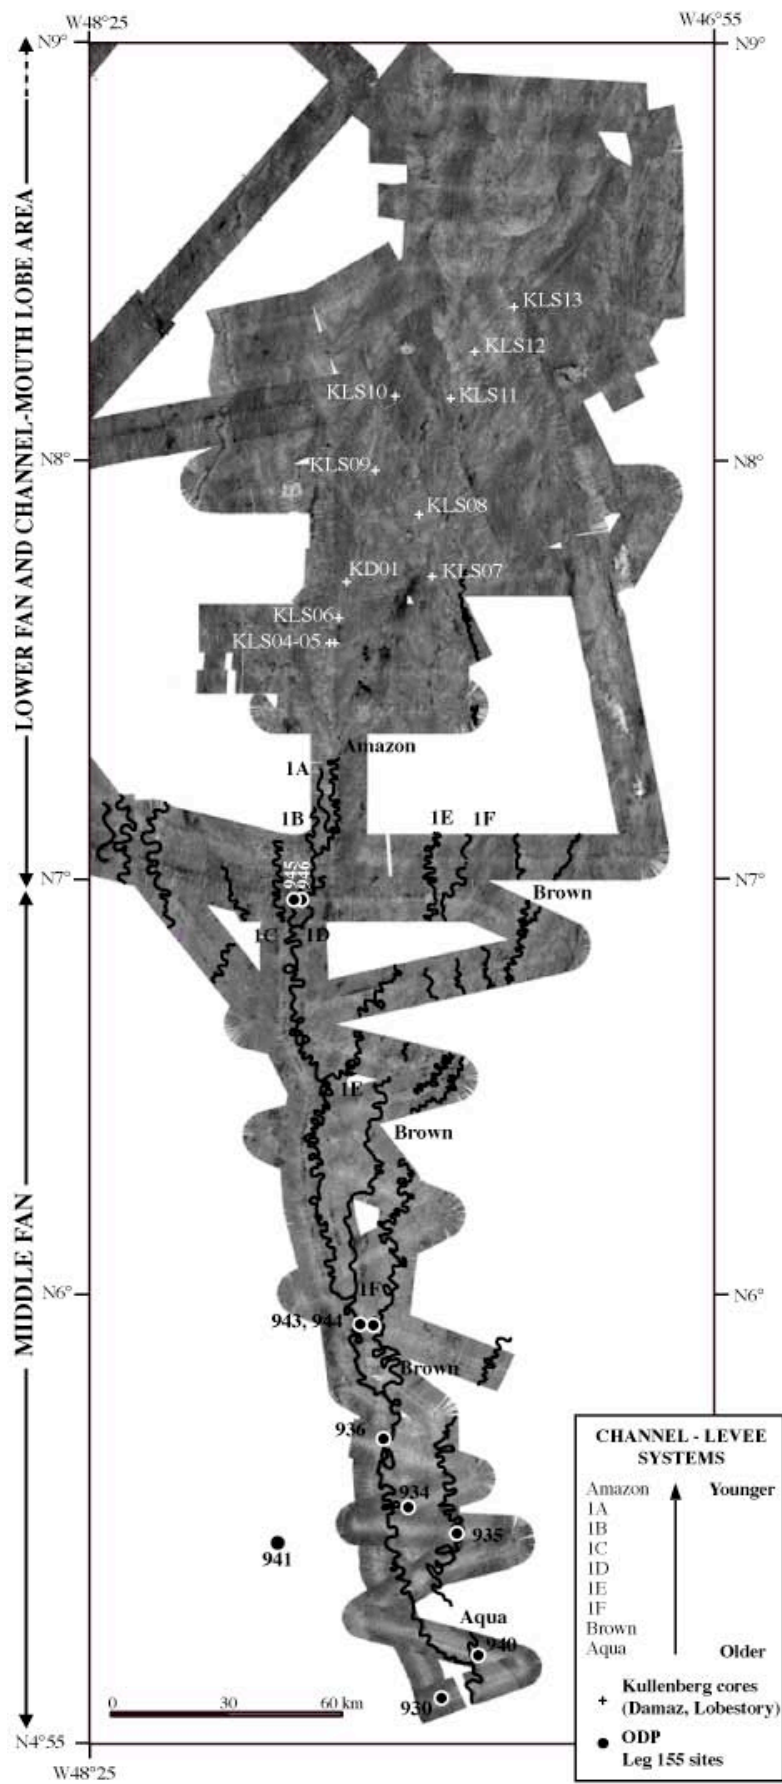 W48°25
W46°55
N9°
N9°
LOWER FAN AND CHANNEL-MOUTH LOBE AREA
KLS13
KLS12
KLS10
KLS11
N8°
N8°
KLS09
KLS08
KD01
KLS07
KLS06
KLS04-05
Amazon
1A
1B
1E
1F
945
946
N7°
N7°
Brown
1C
1D
1E
Brown
MIDDLE FAN
N6°
N6°
1F
943, 944
Brown
936
934
935
941
Aqua
940
930
0
30
60 km
N4°55
W48°25
CHANNEL - LEVEE
SYSTEMS
Amazon
Younger
1A
1B
1C
1D
1E
1F
Brown
Aqua
Older
+ Kullenberg cores
(Damaz, Lobestory)
ODP
Leg 155 sites